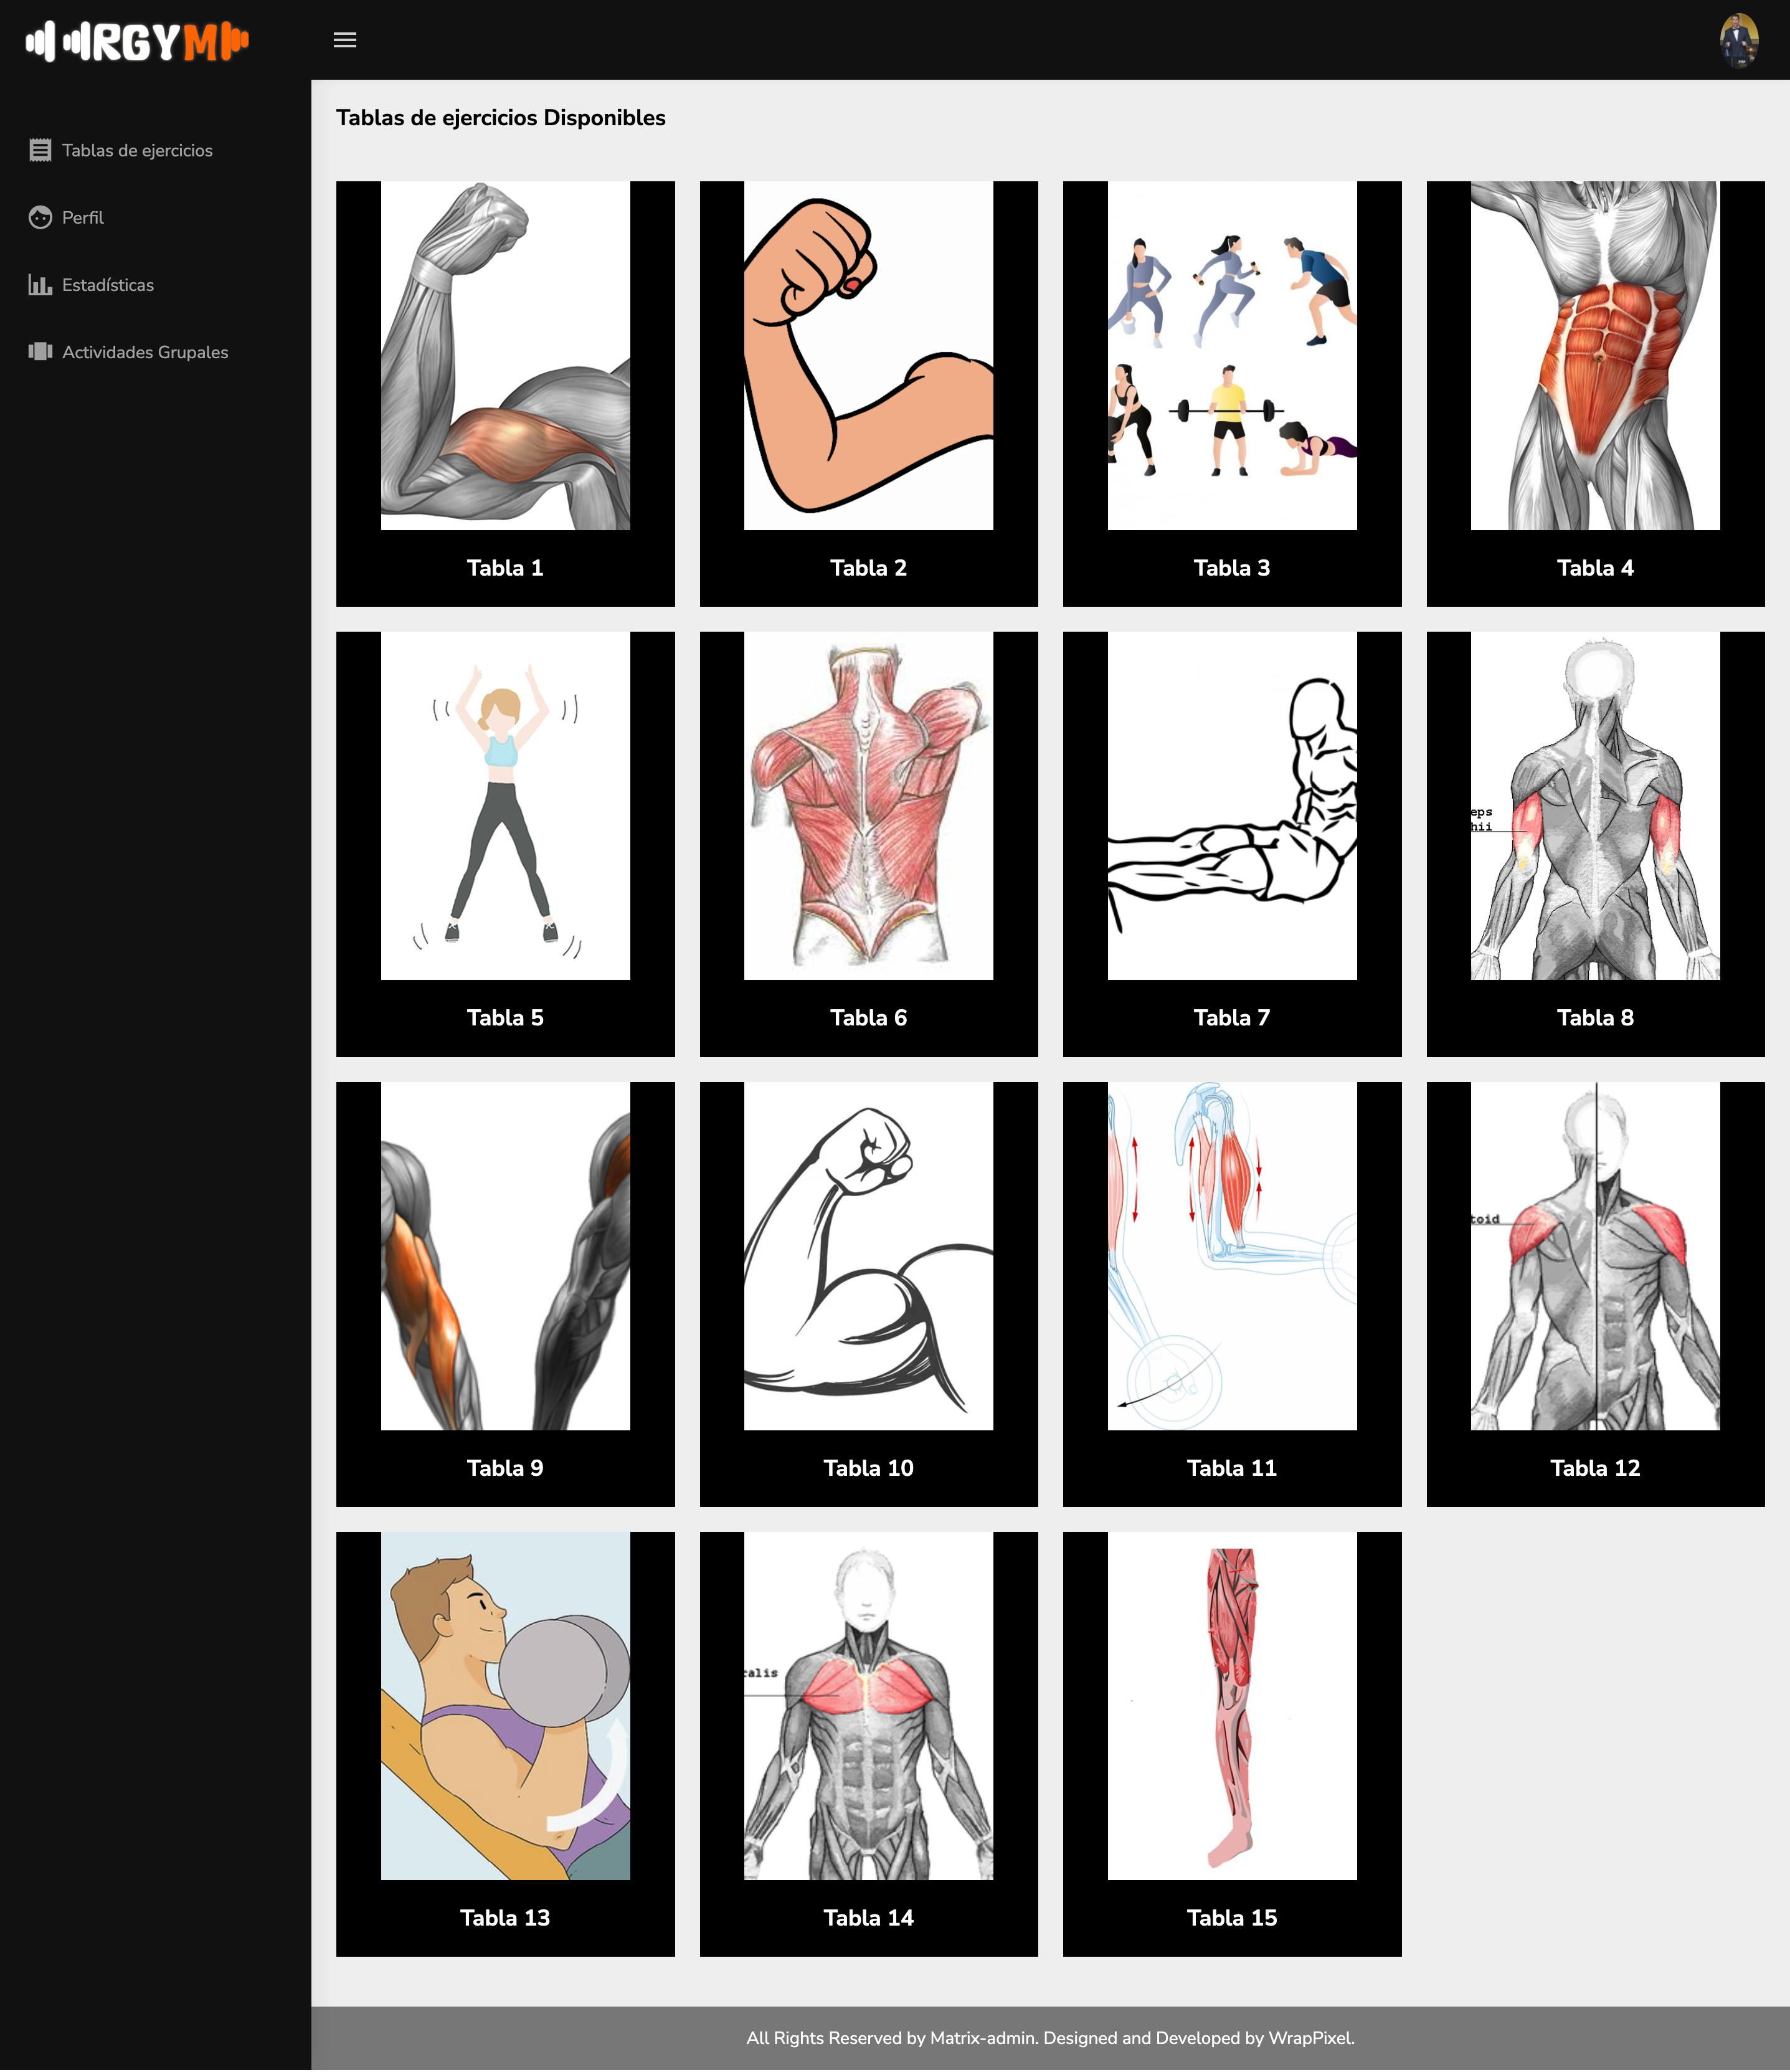 RGYM
Tablas de ejercicios Disponibles
Tablas de ejercicios
Perfil
Estadísticas
Actividades Grupales
Tabla 1
Tabla 2
Tabla 3
Tabla 4
eps
hii
Tabla 5
Tabla 6
Tabla 7
Tabla 8
toid
Tabla 9
Tabla 10
Tabla 11
Tabla 12
ralis
Tabla 13
Tabla 14
Tabla 15
All Rights Reserved by Matrix-admin. Designed and Developed by WrapPixel.